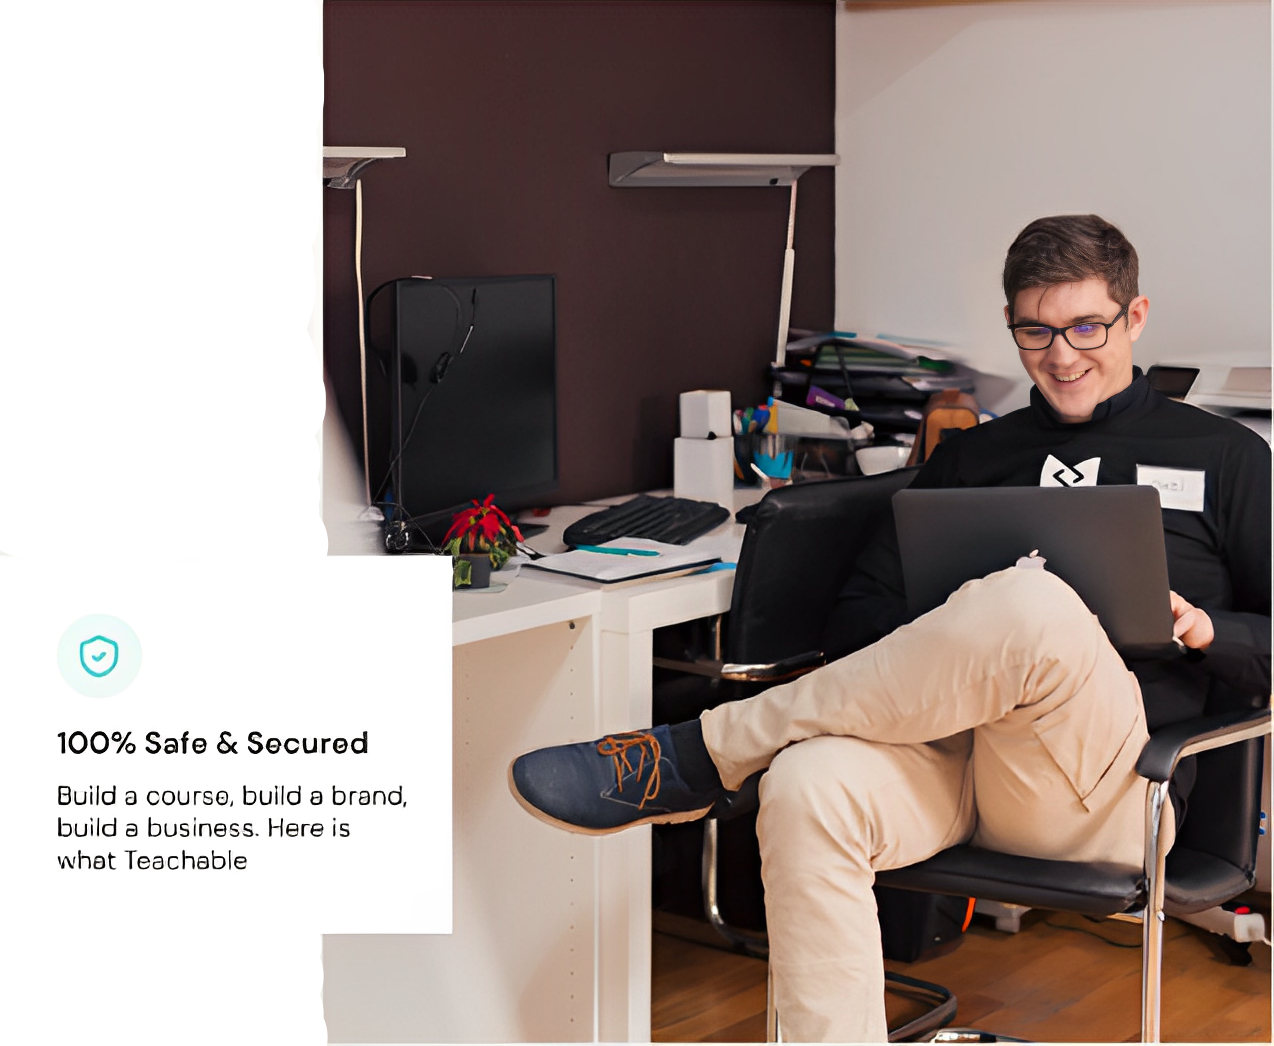 100% Safe & Secured
Build a course, build a brand,
build a business. Here is
what Teachable